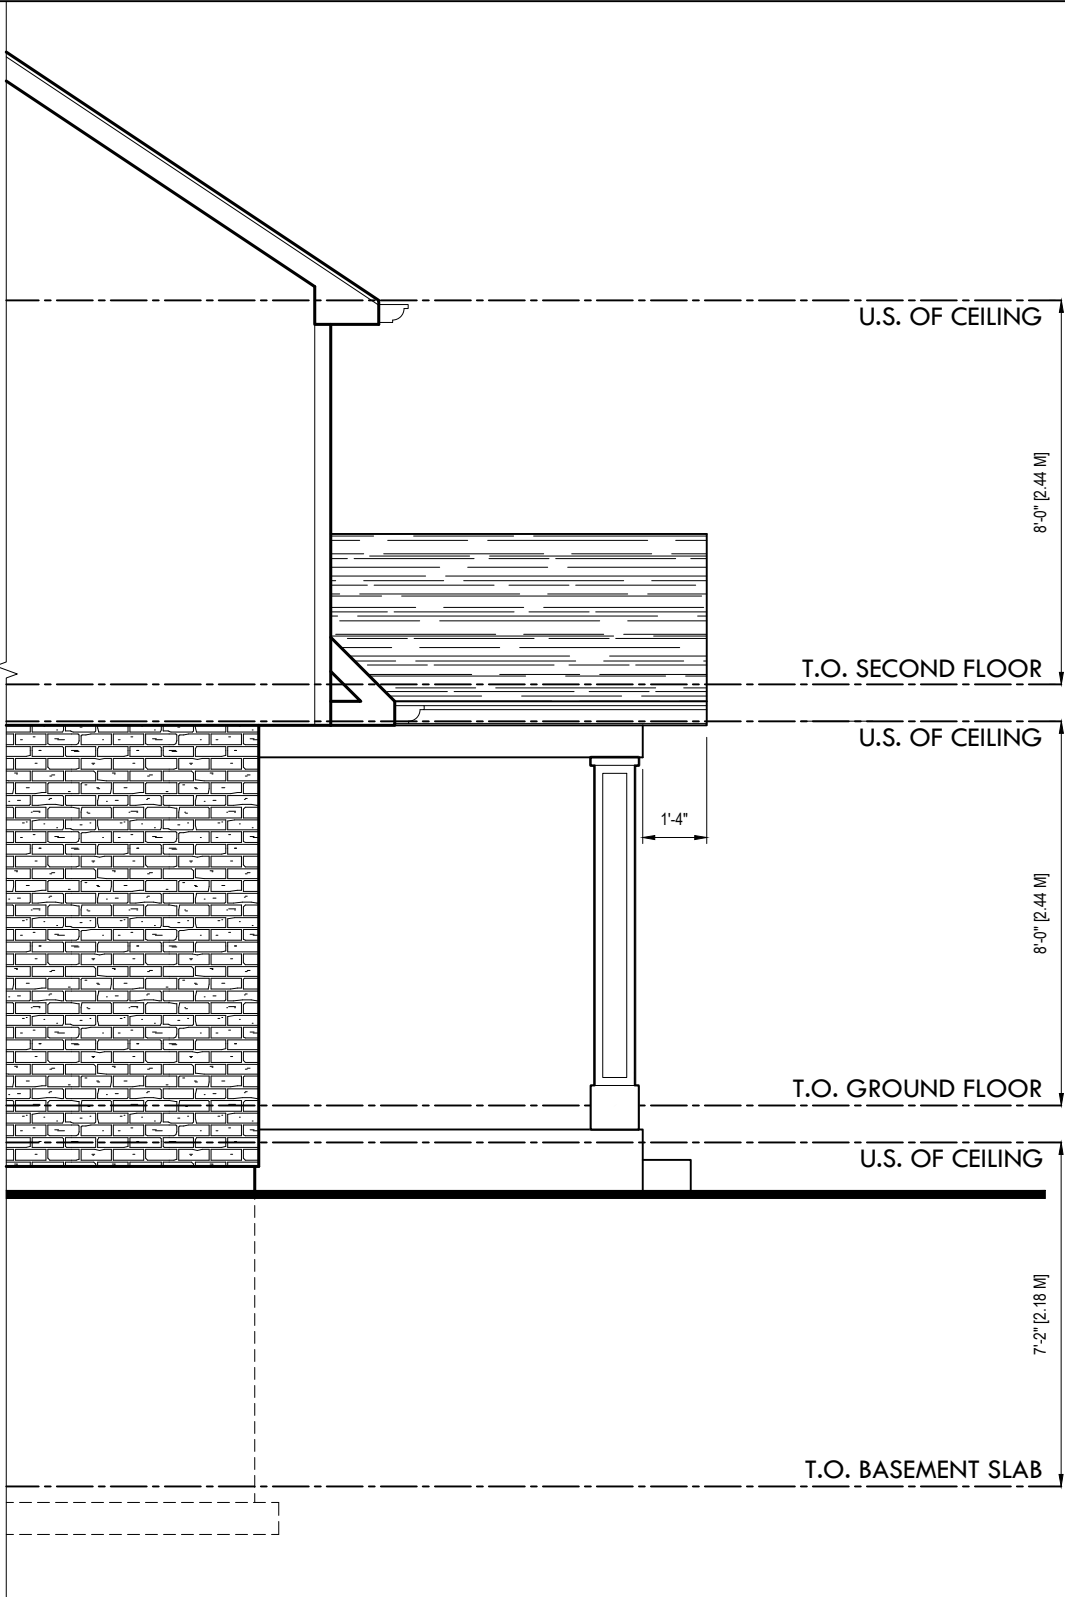 U.S. OF CEILING
8'-0" [2.44 M]
T.O. SECOND FLOOR
U.S. OF CEILING
1'-4"
8'-0" [2.44 M]
T.O. GROUND FLOOR
U.S. OF CEILING
7'-2" [2.18 M]
T.O. BASEMENT SLAB